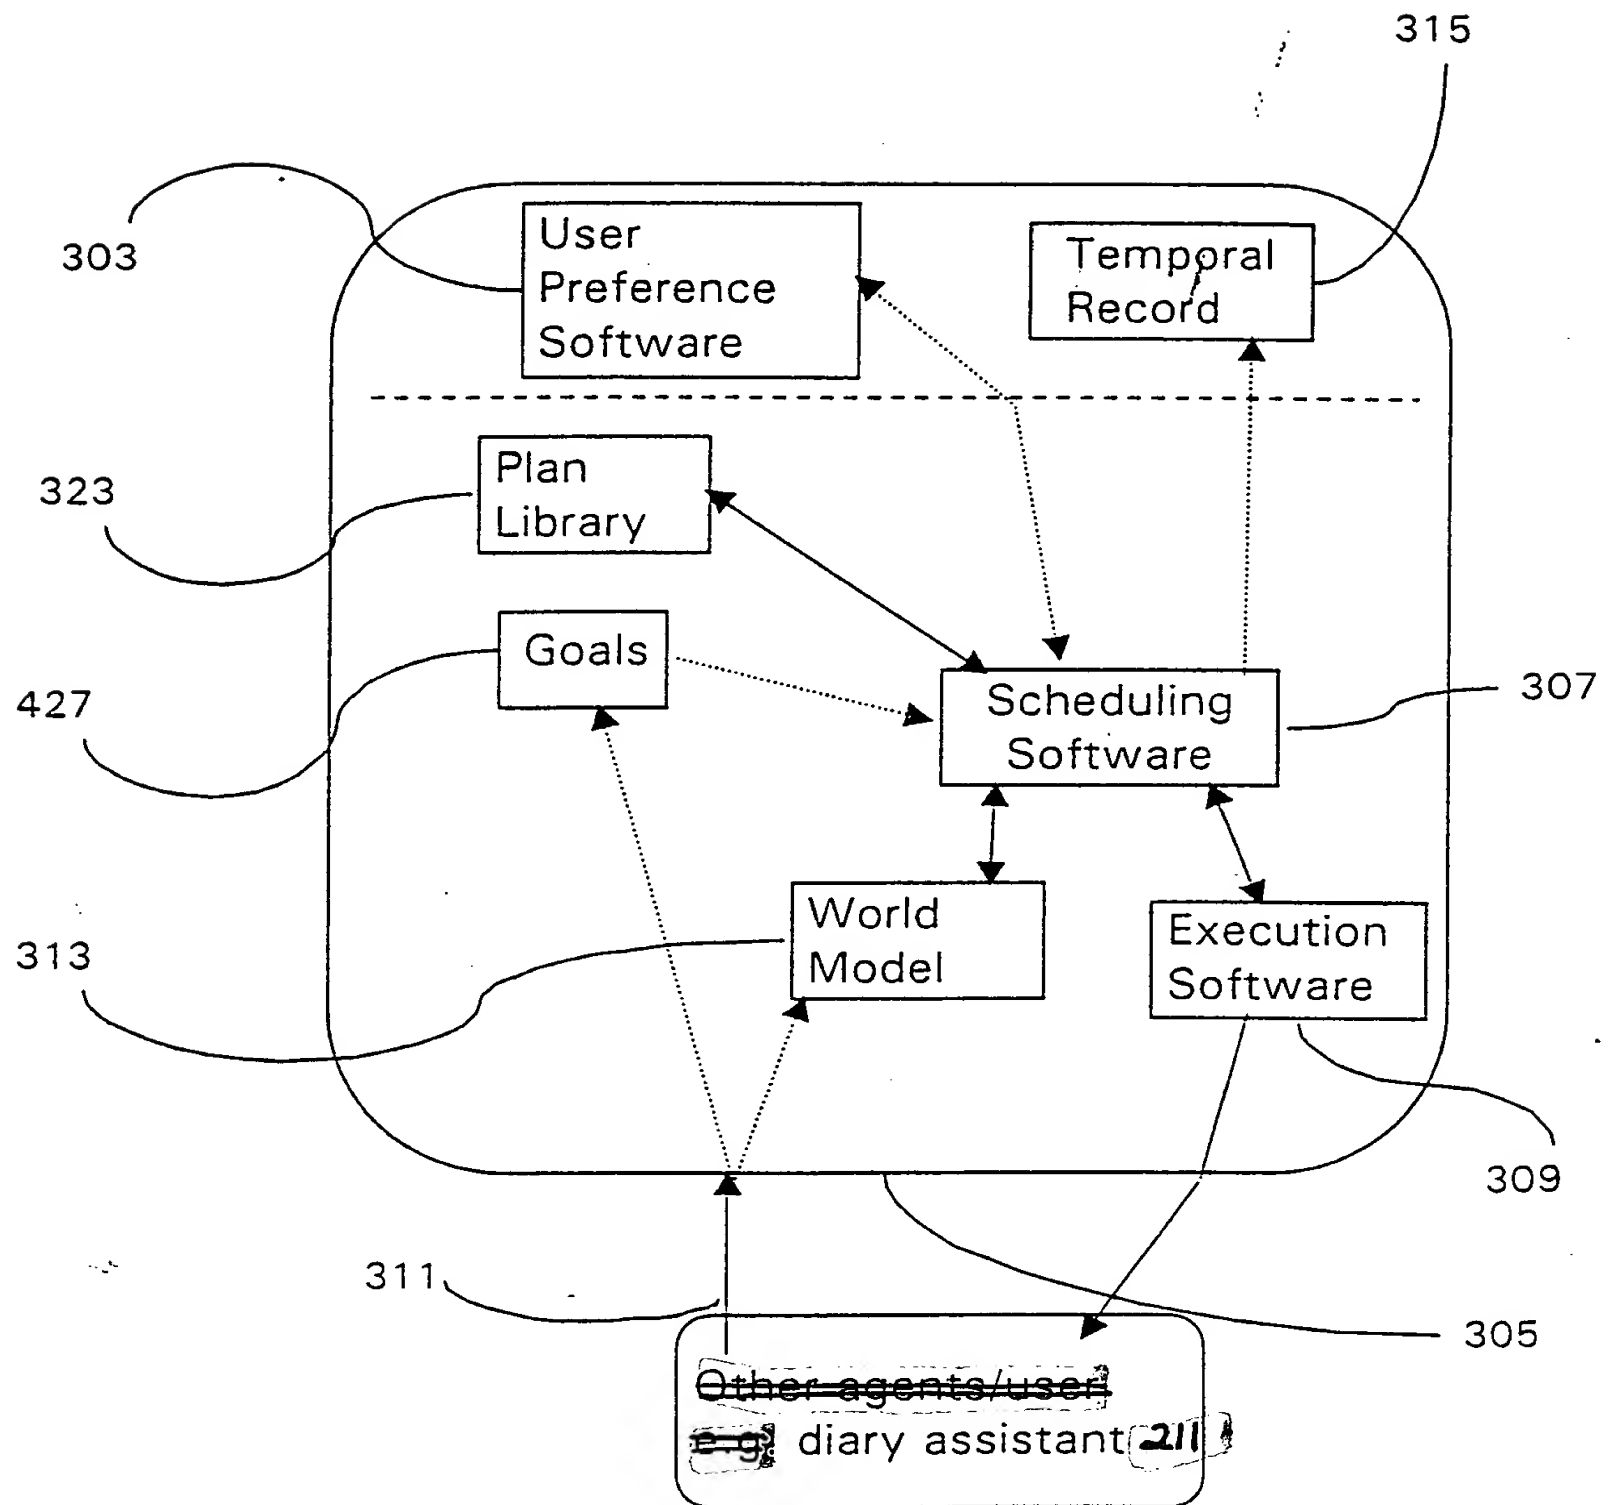 315
303
User
Preference
Software
Temporal
Record
323
Plan
Library
427
Goals
Scheduling
Software
307
313
World
Model
Execution
Software
309
311
305
Other agents/user
e.g. diary assistant 211